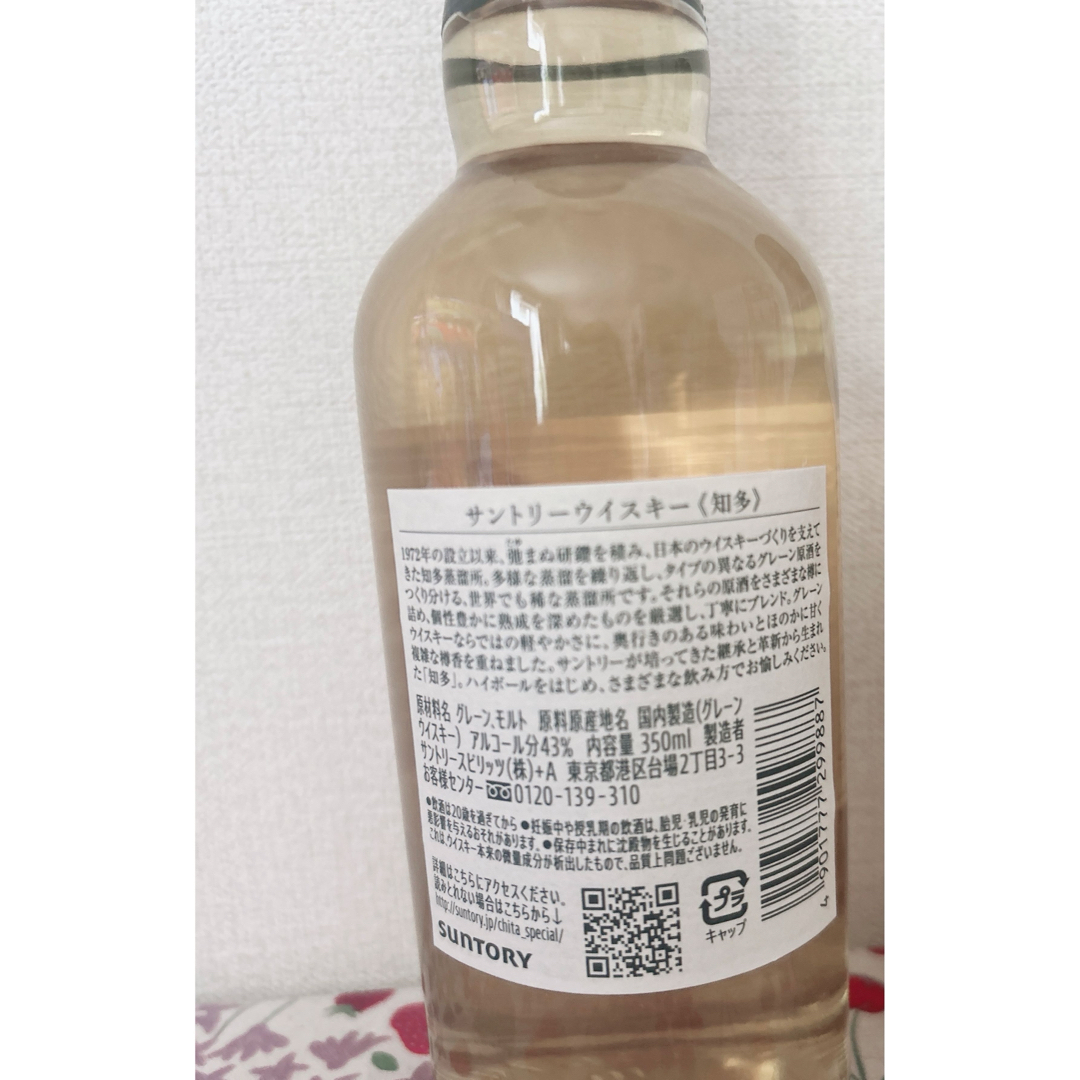 サントリーウイスキー《知多》
1972年の設立以来、弛まぬ研鑽を積み、日本のウイスキーづくりを支えて
きた知多蒸溜所。多様な蒸溜を繰り返し、タイプの異なるグレーン原酒を
つくり分ける、世界でも稀な蒸溜所です。それらの原酒をさまざまな樽に
詰め、個性豊かに熟成を深めたものを厳選し、丁寧にブレンド。グレーン
ウイスキーならではの軽やかさに、奥行きのある味わいとほのかに甘く
複雑な樽香を重ねました。サントリーが培ってきた継承と革新から生まれ
た「知多」。ハイボールをはじめ、さまざまな飲み方でお愉しみください。
原材料名 グレーン、モルト 原料原産地名 国内製造(グレーン
ウイスキー) アルコール分43% 内容量 350ml 製造者
サントリースピリッツ(株)+A 東京都港区台場2丁目3-3
お客様センター 0120-139-310
●飲酒は20歳を過ぎてから ●妊娠中や授乳期の飲酒は、胎児・乳児の発育に
悪影響を与えるおそれがあります。 ●保存中まれに沈殿物を生じることがあります。
これは、ウイスキー本来の微量成分が析出したもので、品質上問題ございません。
詳細はこちらにアクセスください。
読みとれない場合はこちらから↓
http://suntory.jp/chita_special/
SUNTORY
プラ
キャップ
4 901777 299887